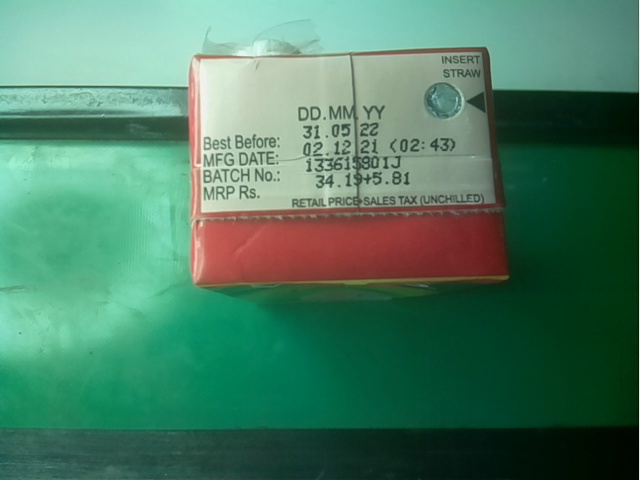 INSERT
STRAW
DD.MM.YY
Best Before: 31.05 22
MFG DATE: 02.12 21 (02:43)
BATCH No.: 133615801J
MRP Rs. 34.19+5.81
RETAIL PRICE+SALES TAX (UNCHILLED)